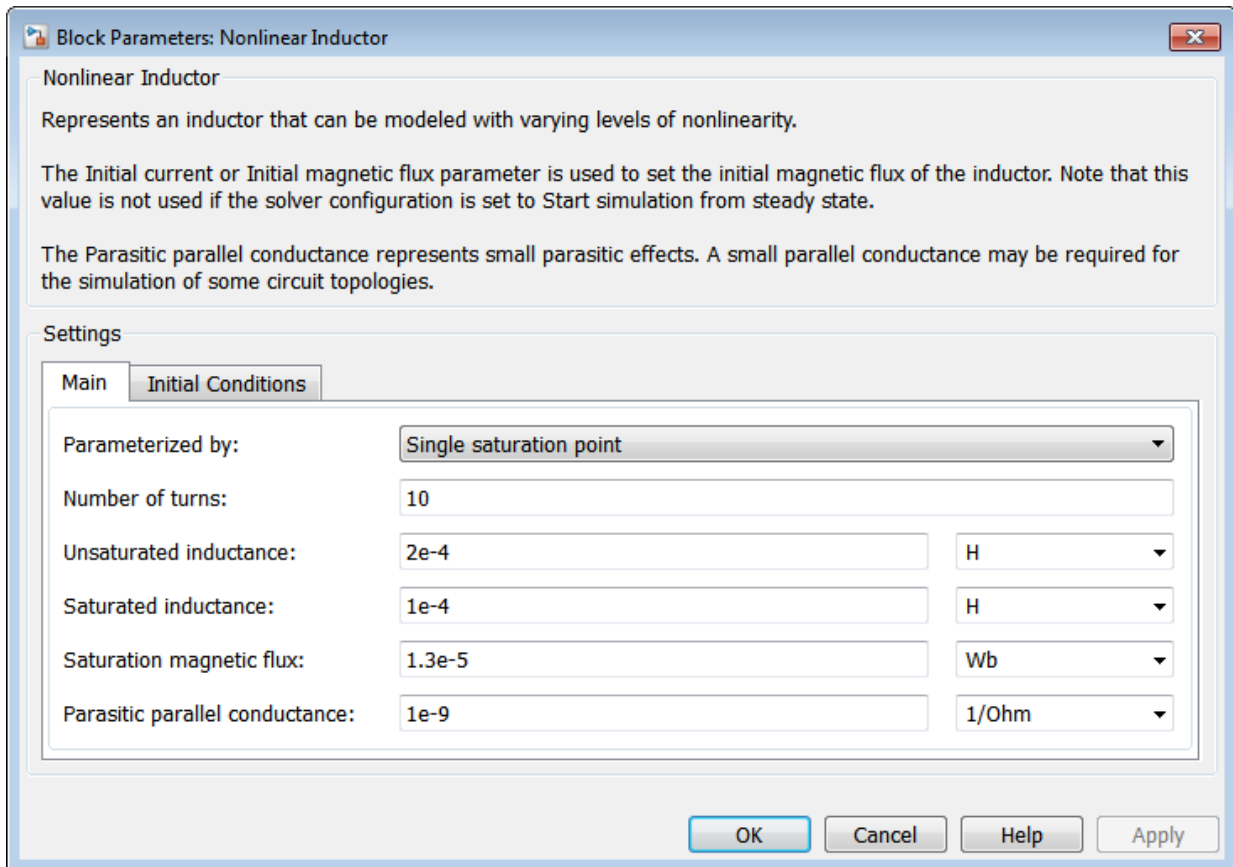 Block Parameters: Nonlinear Inductor
Nonlinear Inductor
Represents an inductor that can be modeled with varying levels of nonlinearity.
The Initial current or Initial magnetic flux parameter is used to set the initial magnetic flux of the inductor. Note that this
value is not used if the solver configuration is set to Start simulation from steady state.
The Parasitic parallel conductance represents small parasitic effects. A small parallel conductance may be required for
the simulation of some circuit topologies.
Settings
Main Initial Conditions
Parameterized by: Single saturation point
Number of turns: 10
Unsaturated inductance: 2e-4 H
Saturated inductance: 1e-4 H
Saturation magnetic flux: 1.3e-5 Wb
Parasitic parallel conductance: 1e-9 1/Ohm
OK Cancel Help Apply